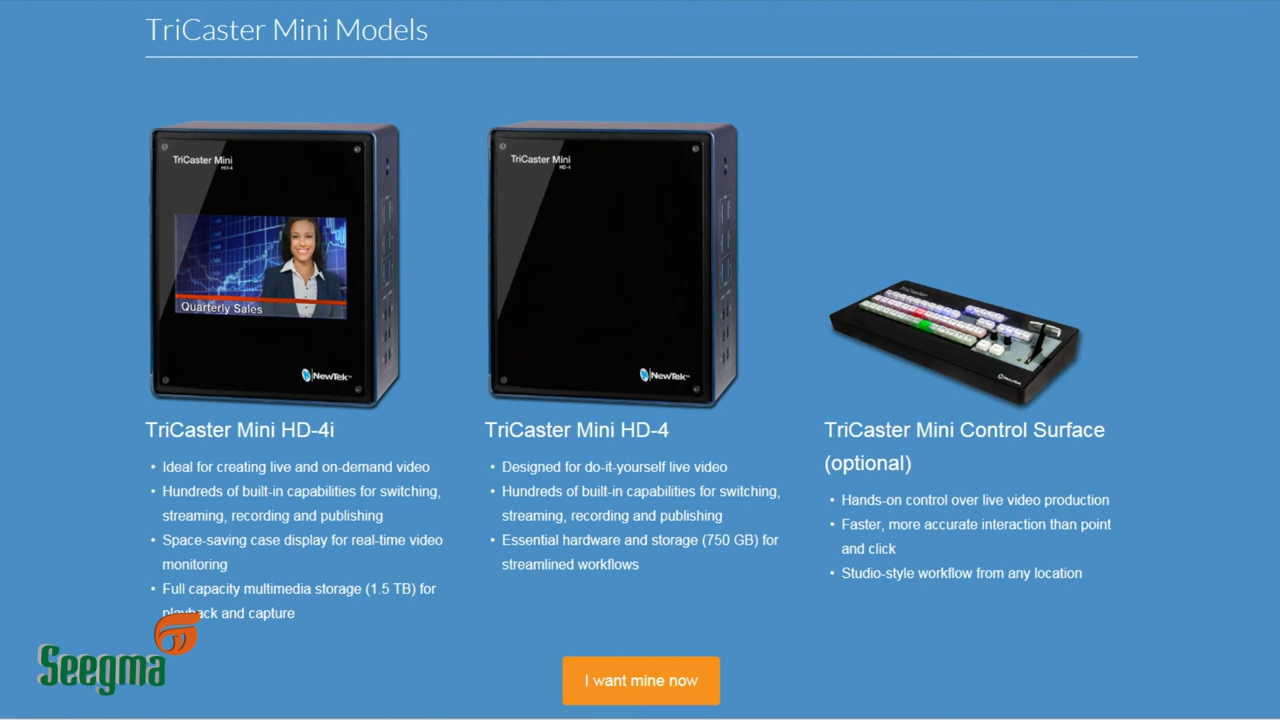 TriCaster Mini Models
TriCaster Mini
HD-4
Quarterly Sales
NewTek™
TriCaster Mini
HD-4
NewTek™
TriCaster
NewTek
TriCaster Mini HD-4i
• Ideal for creating live and on-demand video
• Hundreds of built-in capabilities for switching,
streaming, recording and publishing
• Space-saving case display for real-time video
monitoring
• Full capacity multimedia storage (1.5 TB) for
playback and capture
TriCaster Mini HD-4
• Designed for do-it-yourself live video
• Hundreds of built-in capabilities for switching,
streaming, recording and publishing
• Essential hardware and storage (750 GB) for
streamlined workflows
TriCaster Mini Control Surface
(optional)
• Hands-on control over live video production
• Faster, more accurate interaction than point
and click
• Studio-style workflow from any location
Seegma
I want mine now